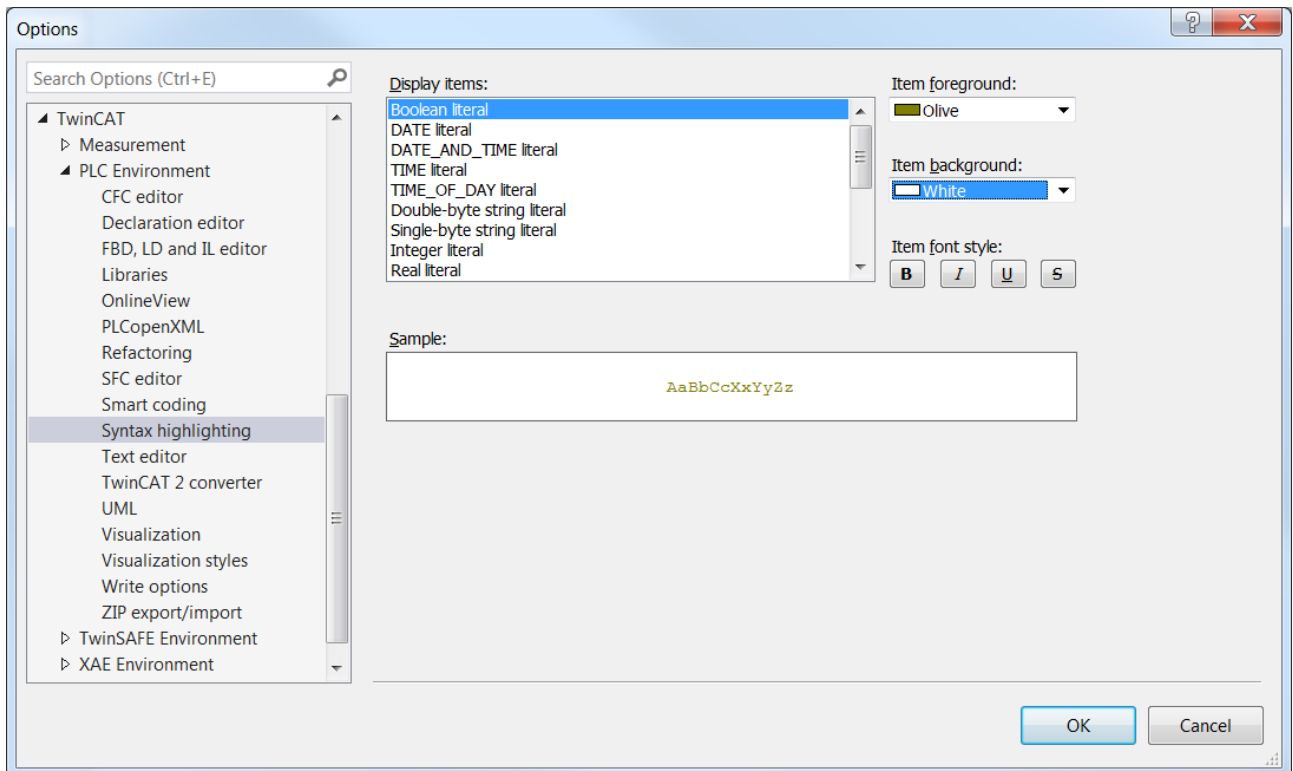 Options
Search Options (Ctrl+E)
TwinCAT
Measurement
PLC Environment
CFC editor
Declaration editor
FBD, LD and IL editor
Libraries
OnlineView
PLCopenXML
Refactoring
SFC editor
Smart coding
Syntax highlighting
Text editor
TwinCAT 2 converter
UML
Visualization
Visualization styles
Write options
ZIP export/import
TwinSAFE Environment
XAE Environment
Display items:
Boolean literal
DATE literal
DATE_AND_TIME literal
TIME literal
TIME_OF_DAY literal
Double-byte string literal
Single-byte string literal
Integer literal
Real literal
Item foreground:
Olive
Item background:
White
Item font style:
B I U S
Sample:
AaBbCcXxYyZz
OK Cancel